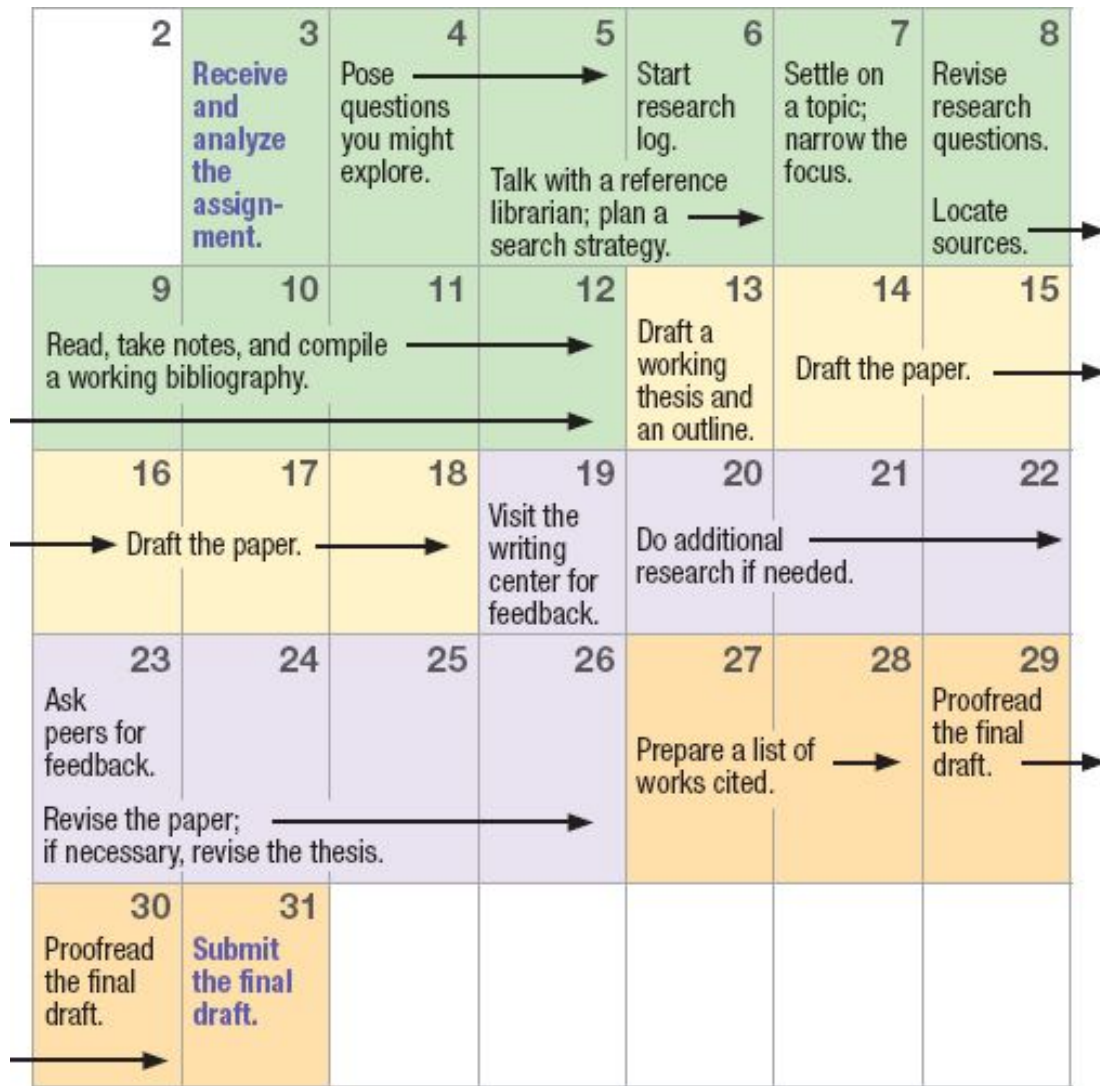 2
3
4
5
6
7
8
Receive
and
analyze
the
assign-
ment.
Pose
questions
you might
explore.
Start
research
log.
Talk with a reference
librarian; plan a
search strategy.
Settle on
a topic;
narrow the
focus.
Revise
research
questions.
Locate
sources.
9
10
11
12
13
14
15
Read, take notes, and compile
a working bibliography.
Draft a
working
thesis and
an outline.
Draft the paper.
16
17
18
19
20
21
22
Draft the paper.
Visit the
writing
center for
feedback.
Do additional
research if needed.
23
24
25
26
27
28
29
Ask
peers for
feedback.
Revise the paper;
if necessary, revise the thesis.
Prepare a list of
works cited.
Proofread
the final
draft.
30
31
Proofread
the final
draft.
Submit
the final
draft.